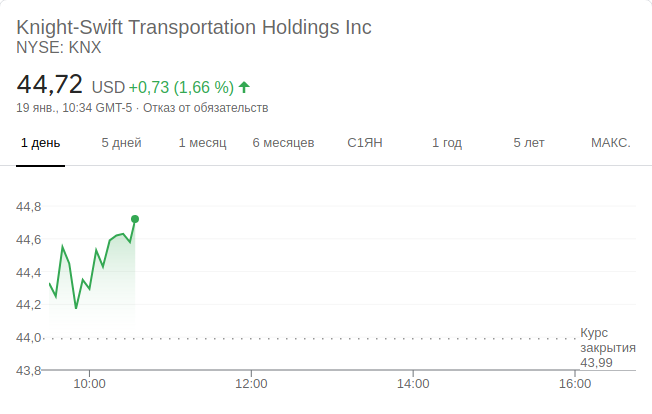 Knight-Swift Transportation Holdings Inc
NYSE: KNX
44,72 USD +0,73 (1,66 %)
19 янв., 10:34 GMT-5 · Отказ от обязательств
1 день 5 дней 1 месяц 6 месяцев С1ЯН 1 год 5 лет МАКС.
44,8
44,6
44,4
44,2
44,0
43,8
Курс
закрытия
43,99
10:00 12:00 14:00 16:00